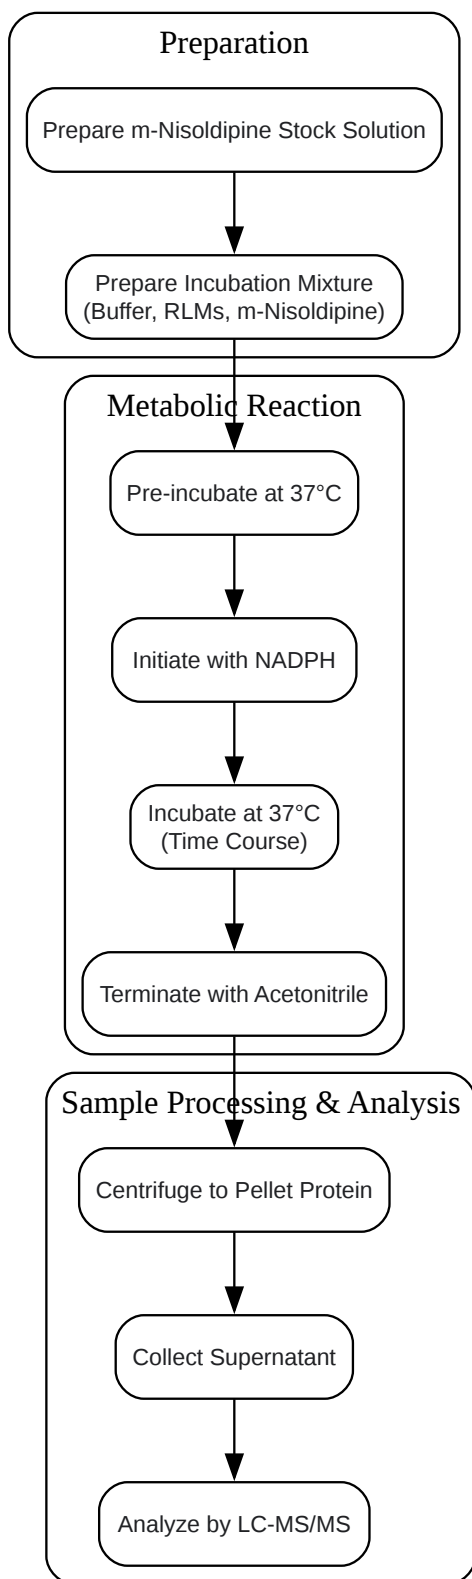 Preparation
Prepare m-Nisoldipine Stock Solution
Prepare Incubation Mixture
(Buffer, RLMs, m-Nisoldipine)
Metabolic Reaction
Pre-incubate at 37°C
Initiate with NADPH
Incubate at 37°C
(Time Course)
Terminate with Acetonitrile
Sample Processing & Analysis
Centrifuge to Pellet Protein
Collect Supernatant
Analyze by LC-MS/MS